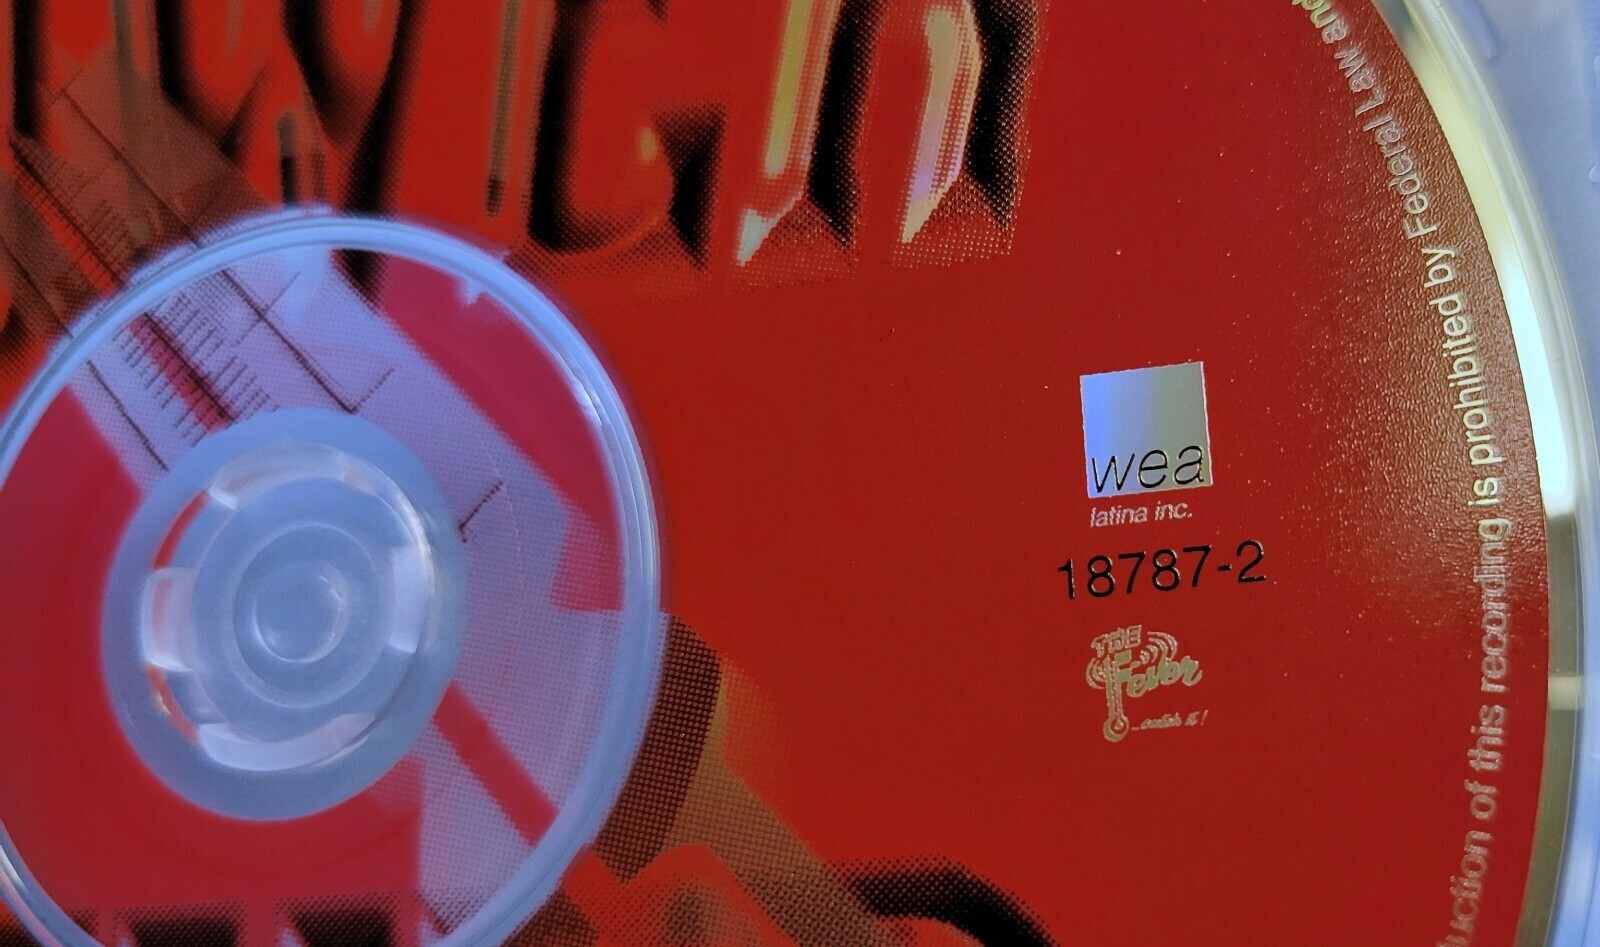 wea
latina inc.
18787-2
THE
Fever
...catch it!
uction of this recording is prohibited by Federal Law and